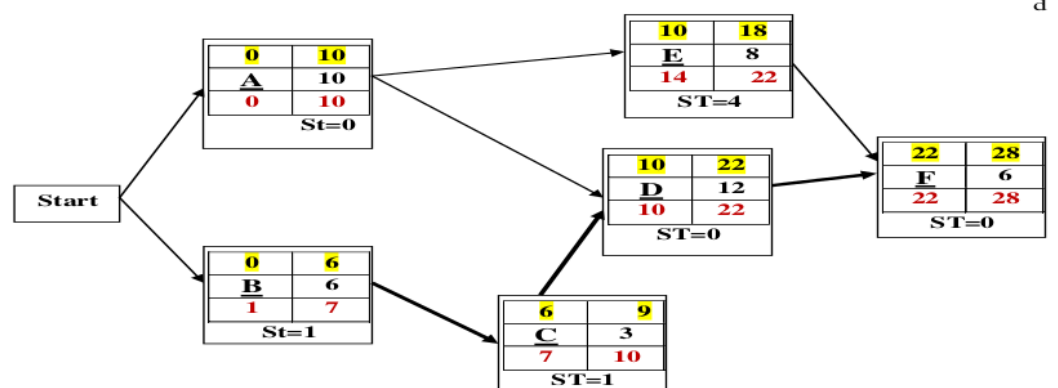 d
0 10
A 10
0 10
St=0
10 18
E 8
14 22
ST=4
Start
10 22
D 12
10 22
ST=0
22 28
F 6
22 28
ST=0
0 6
B 6
1 7
St=1
6 9
C 3
7 10
ST=1